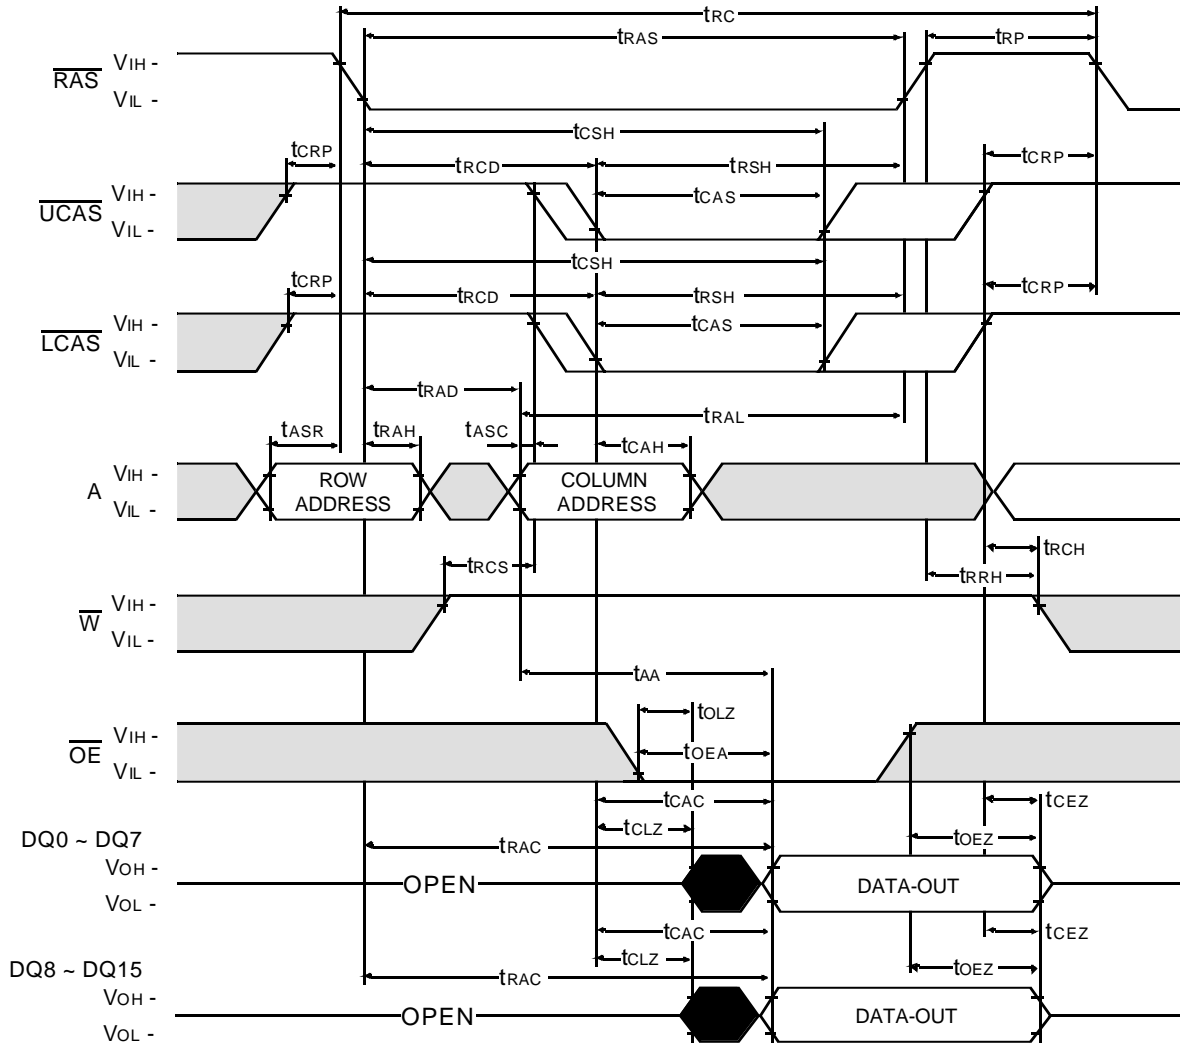 tRC
tRAS
tRP
RAS
VIH -
VIL -
tCSH
tCRP
tRCD
tRSH
tCRP
UCAS
VIH -
VIL -
tCAS
tCSH
tCRP
tRCD
tRSH
tCRP
LCAS
VIH -
VIL -
tCAS
tRAD
tRAL
tASR
tRAH
tASC
tCAH
A
VIH -
VIL -
ROW
ADDRESS
COLUMN
ADDRESS
tRCS
tRCH
tRRH
W
VIH -
VIL -
tAA
tOLZ
OE
VIH -
VIL -
tOEA
tCAC
tCEZ
tCLZ
tOEZ
tRAC
DQ0 ~ DQ7
VOH -
VOL -
OPEN
DATA-OUT
tCAC
tCEZ
tCLZ
tOEZ
tRAC
DQ8 ~ DQ15
VOH -
VOL -
OPEN
DATA-OUT